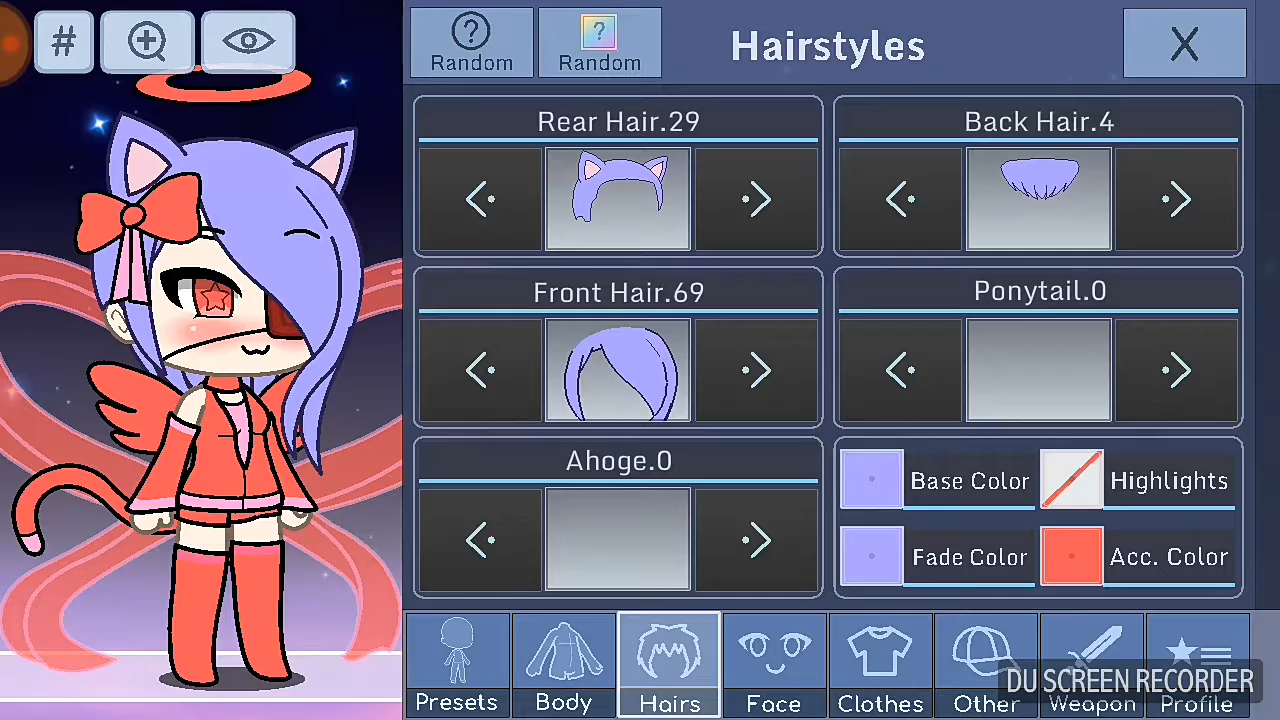 #
?
Random
?
Random
Hairstyles
X
Rear Hair.29
Back Hair.4
Front Hair.69
Ponytail.0
Ahoge.0
Base Color
Highlights
Fade Color
Acc. Color
Presets
Body
Hairs
Face
Clothes
Other
Weapon
Profile
DU SCREEN RECORDER